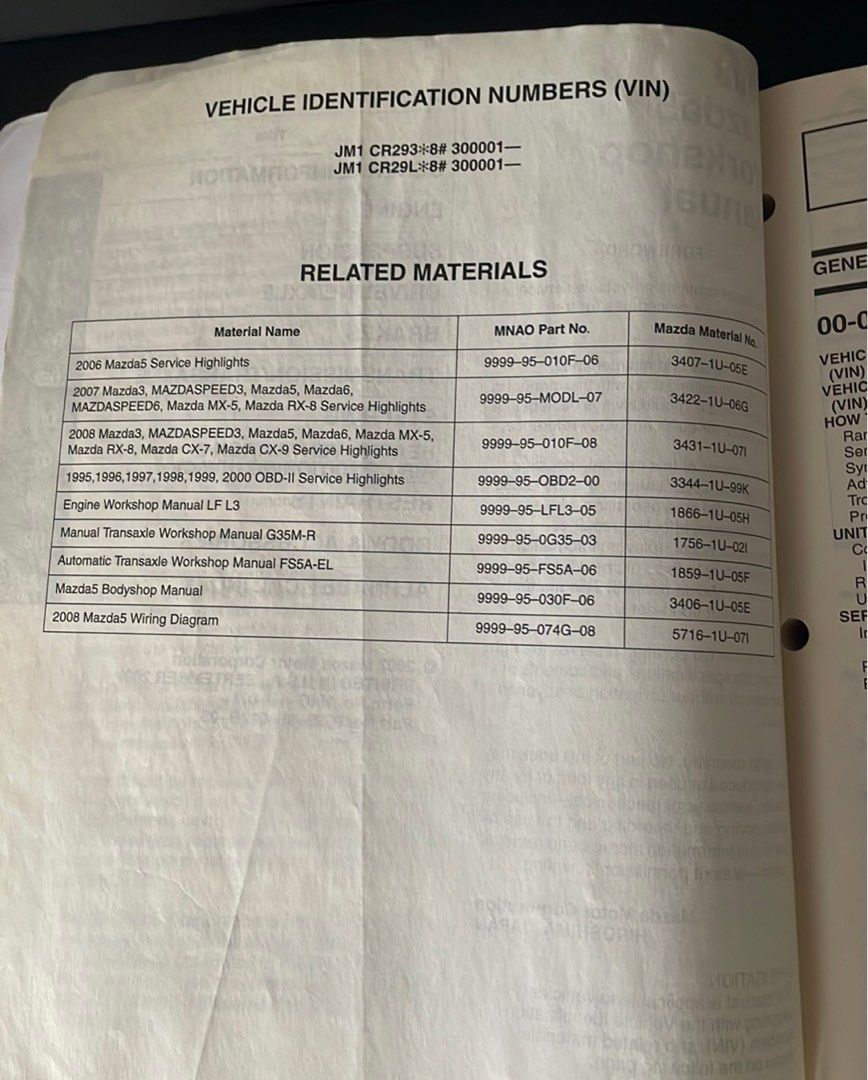 VEHICLE IDENTIFICATION NUMBERS (VIN)
JM1 CR293✽8# 300001—
JM1 CR29L✽8# 300001—
RELATED MATERIALS
Material Name MNAO Part No. Mazda Material No.
2006 Mazda5 Service Highlights 9999–95–010F–06 3407–1U–05E
2007 Mazda3, MAZDASPEED3, Mazda5, Mazda6,
MAZDASPEED6, Mazda MX-5, Mazda RX-8 Service Highlights 9999–95–MODL–07 3422–1U–06G
2008 Mazda3, MAZDASPEED3, Mazda5, Mazda6, Mazda MX-5,
Mazda RX-8, Mazda CX-7, Mazda CX-9 Service Highlights 9999–95–010F–08 3431–1U–07I
1995,1996,1997,1998,1999, 2000 OBD-II Service Highlights 9999–95–OBD2–00 3344–1U–99K
Engine Workshop Manual LF L3 9999–95–LFL3–05 1866–1U–05H
Manual Transaxle Workshop Manual G35M-R 9999–95–0G35–03 1756–1U–02I
Automatic Transaxle Workshop Manual FS5A-EL 9999–95–FS5A–06 1859–1U–05F
Mazda5 Bodyshop Manual 9999–95–030F–06 3406–1U–05E
2008 Mazda5 Wiring Diagram 9999–95–074G–08 5716–1U–07I
GENE
00-0
VEHIC
(VIN)
VEHIC
(VIN)
HOW
Ra
Ser
Sy
Ad
Tro
Pr
UNIT
SER